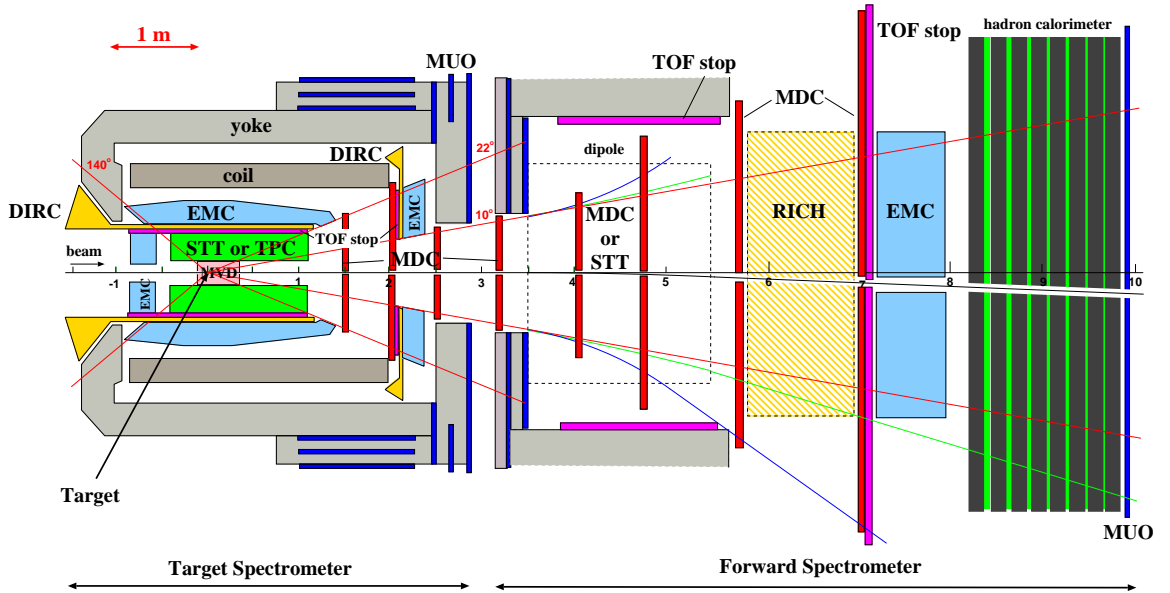 1 m
TOF stop
hadron calorimeter
MUO
TOF stop
MDC
yoke
22°
DIRC
dipole
140°
coil
DIRC
EMC
EMC
10°
MDC
or
STT
RICH
EMC
TOF stop
beam
STT or TPC
MDC
MVD
-1
1
2
3
4
5
6
7
8
9
10
EMC
Target
MUO
Target Spectrometer
Forward Spectrometer